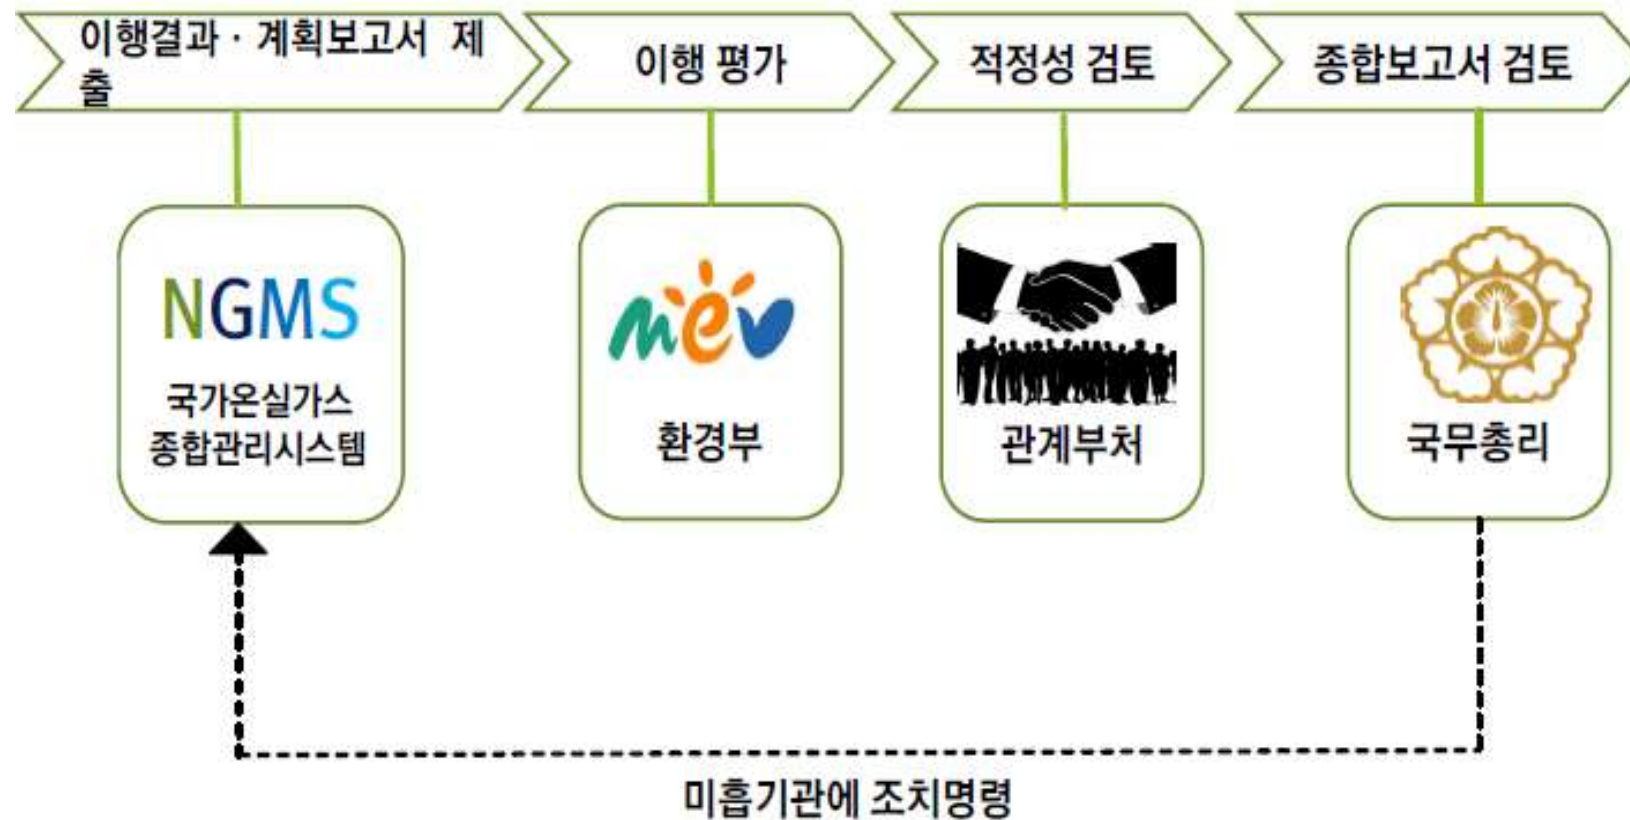 이행결과 · 계획보고서 제
출
이행 평가
적정성 검토
종합보고서 검토
NGMS
국가온실가스
종합관리시스템
mev
환경부
관계부처
국무총리
미흡기관에 조치명령